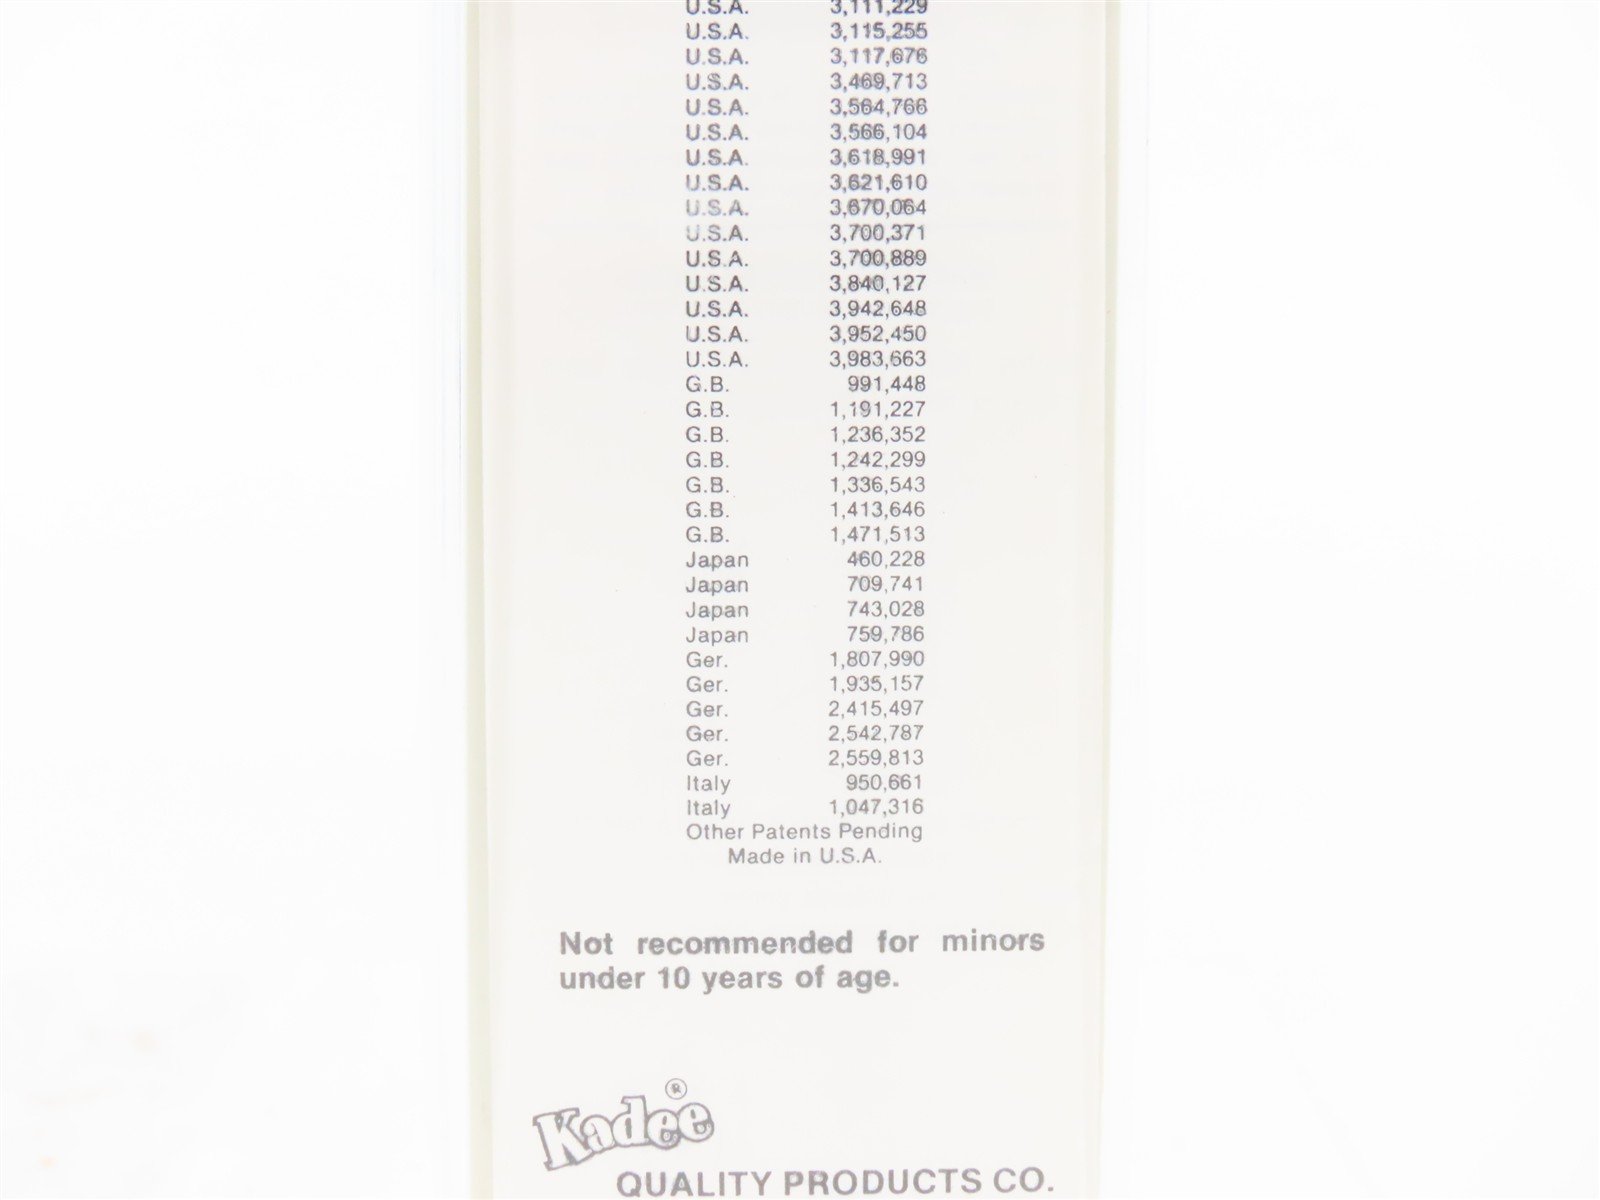 U.S.A. 3,111,229
U.S.A. 3,115,255
U.S.A. 3,117,676
U.S.A. 3,469,713
U.S.A. 3,564,766
U.S.A. 3,566,104
U.S.A. 3,618,991
U.S.A. 3,621,610
U.S.A. 3,670,064
U.S.A. 3,700,371
U.S.A. 3,700,889
U.S.A. 3,840,127
U.S.A. 3,942,648
U.S.A. 3,952,450
U.S.A. 3,983,663
G.B. 991,448
G.B. 1,191,227
G.B. 1,236,352
G.B. 1,242,299
G.B. 1,336,543
G.B. 1,413,646
G.B. 1,471,513
Japan 460,228
Japan 709,741
Japan 743,028
Japan 759,786
Ger. 1,807,990
Ger. 1,935,157
Ger. 2,415,497
Ger. 2,542,787
Ger. 2,559,813
Italy 950,661
Italy 1,047,316
Other Patents Pending
Made in U.S.A.
Not recommended for minors
under 10 years of age.
Kadee®
QUALITY PRODUCTS CO.